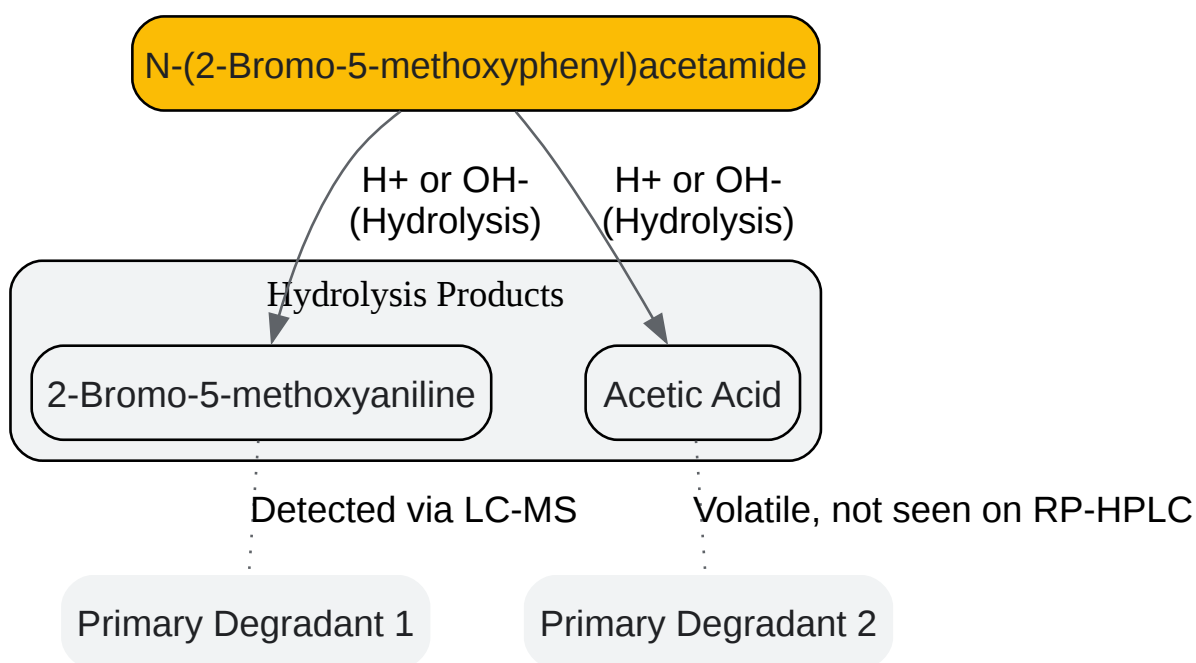 N-(2-Bromo-5-methoxyphenyl)acetamide
H+ or OH-
(Hydrolysis)
H+ or OH-
(Hydrolysis)
Hydrolysis Products
2-Bromo-5-methoxyaniline
Acetic Acid
Detected via LC-MS
Volatile, not seen on RP-HPLC
Primary Degradant 1
Primary Degradant 2